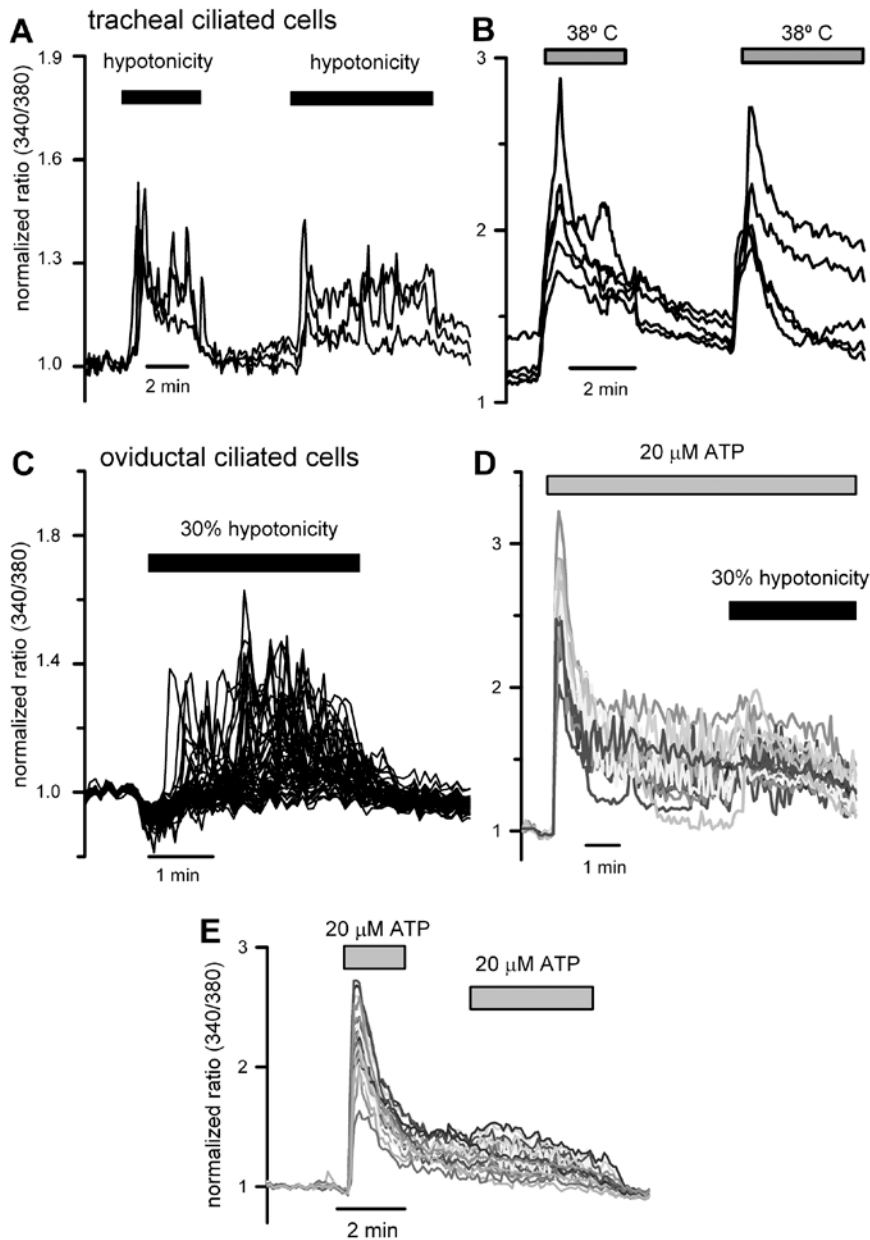 A tracheal ciliated cells
normalized ratio (340/380)
1.9
1.6
1.3
1.0
hypotonicity
hypotonicity
2 min
B
38º C
38º C
3
2
1
2 min
C oviductal ciliated cells
normalized ratio (340/380)
1.8
1.4
1.0
30% hypotonicity
1 min
D
20 μM ATP
30% hypotonicity
3
2
1
1 min
E
normalized ratio (340/380)
3
2
1
20 μM ATP
20 μM ATP
2 min